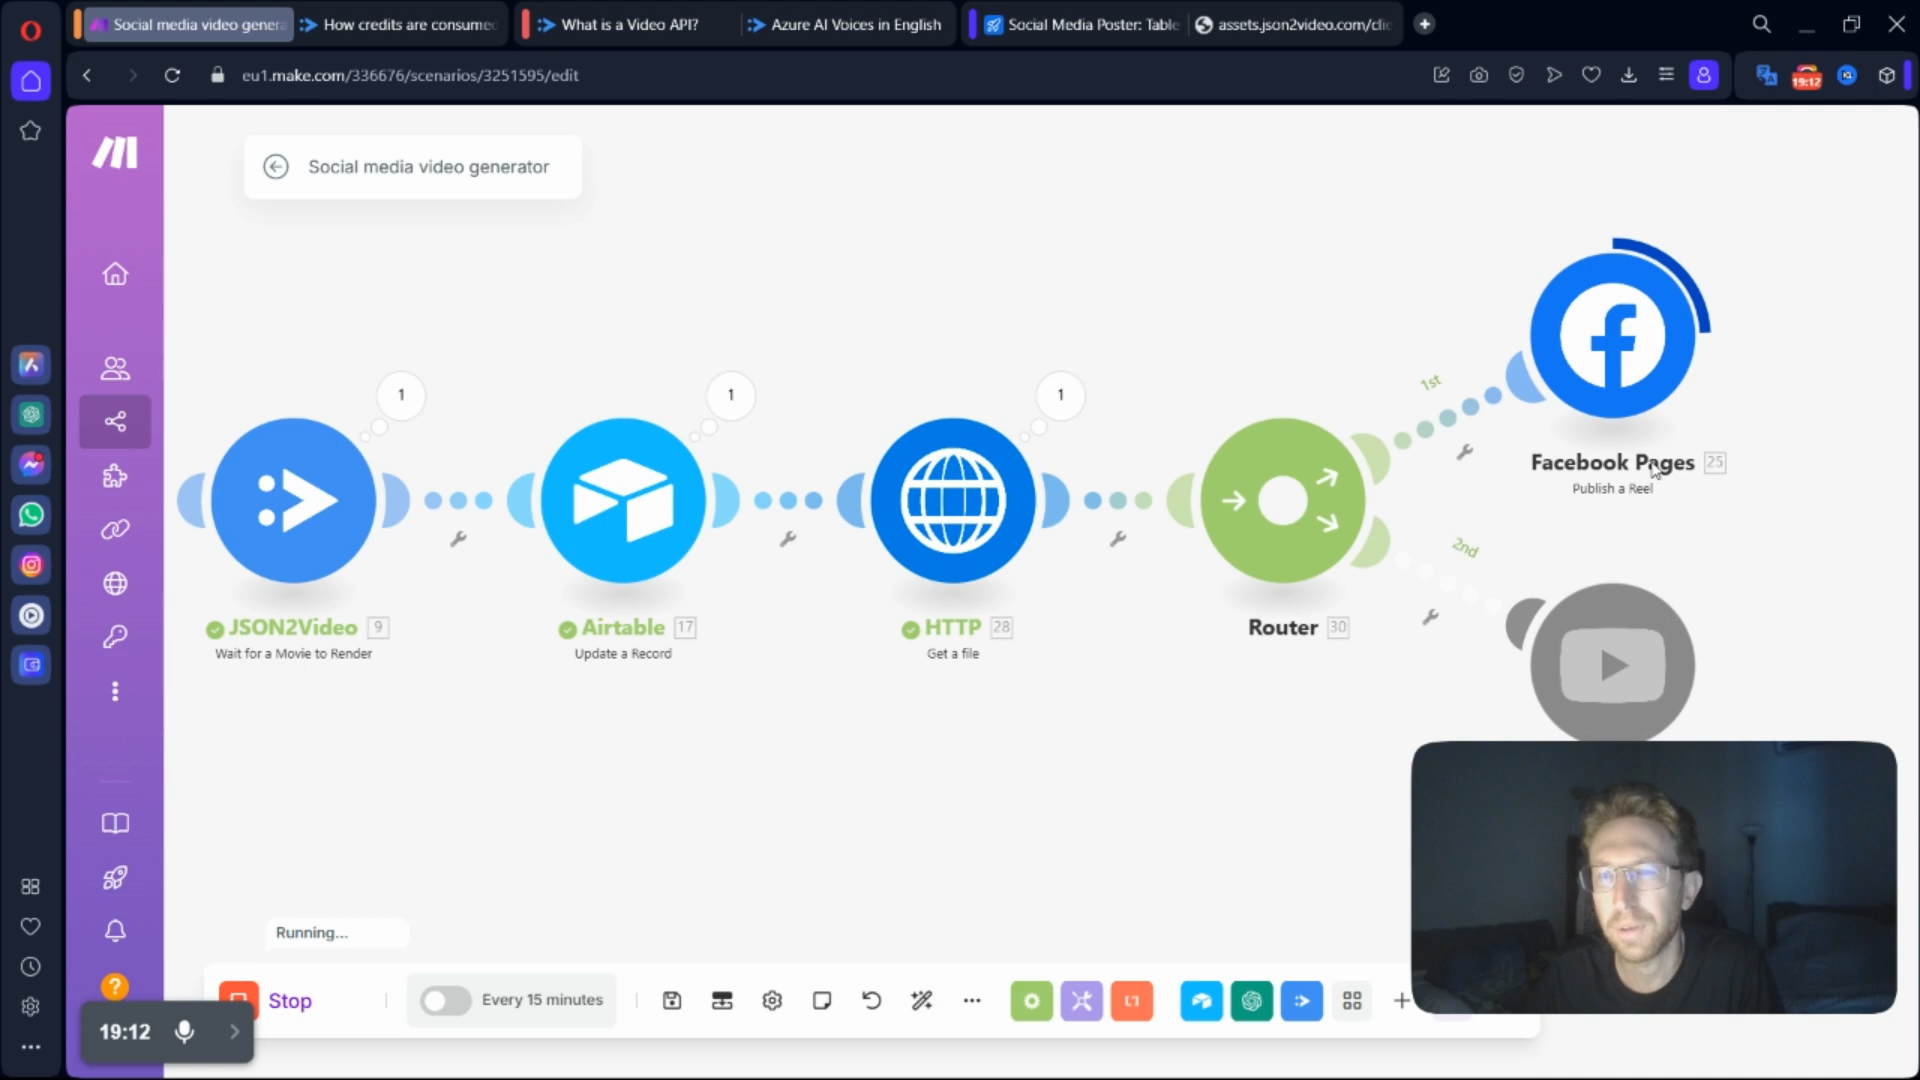 Social media video genera
How credits are consumed
What is a Video API?
Azure AI Voices in English
Social Media Poster: Table
assets.json2video.com/clie
eu1.make.com/336676/scenarios/3251595/edit
19:12
Social media video generator
1
1
1
1st
2nd
Facebook Pages 25
Publish a Reel
JSON2Video 9
Wait for a Movie to Render
Airtable 17
Update a Record
HTTP 28
Get a file
Router 30
Running...
Stop
Every 15 minutes
19:12